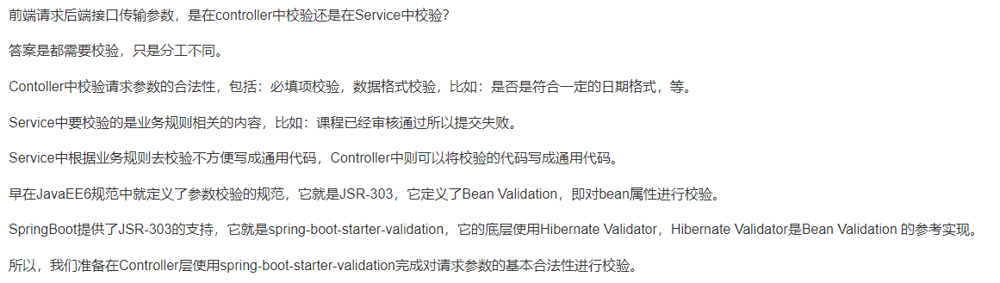 前端请求后端接口传输参数，是在controller中校验还是在Service中校验？
答案是都需要校验，只是分工不同。
Contoller中校验请求参数的合法性，包括：必填项校验，数据格式校验，比如：是否是符合一定的日期格式，等。
Service中要校验的是业务规则相关的内容，比如：课程已经审核通过所以提交失败。
Service中根据业务规则去校验不方便写成通用代码，Controller中则可以将校验的代码写成通用代码。
早在JavaEE6规范中就定义了参数校验的规范，它就是JSR-303，它定义了Bean Validation，即对bean属性进行校验。
SpringBoot提供了JSR-303的支持，它就是spring-boot-starter-validation，它的底层使用Hibernate Validator，Hibernate Validator是Bean Validation 的参考实现。
所以，我们准备在Controller层使用spring-boot-starter-validation完成对请求参数的基本合法性进行校验。